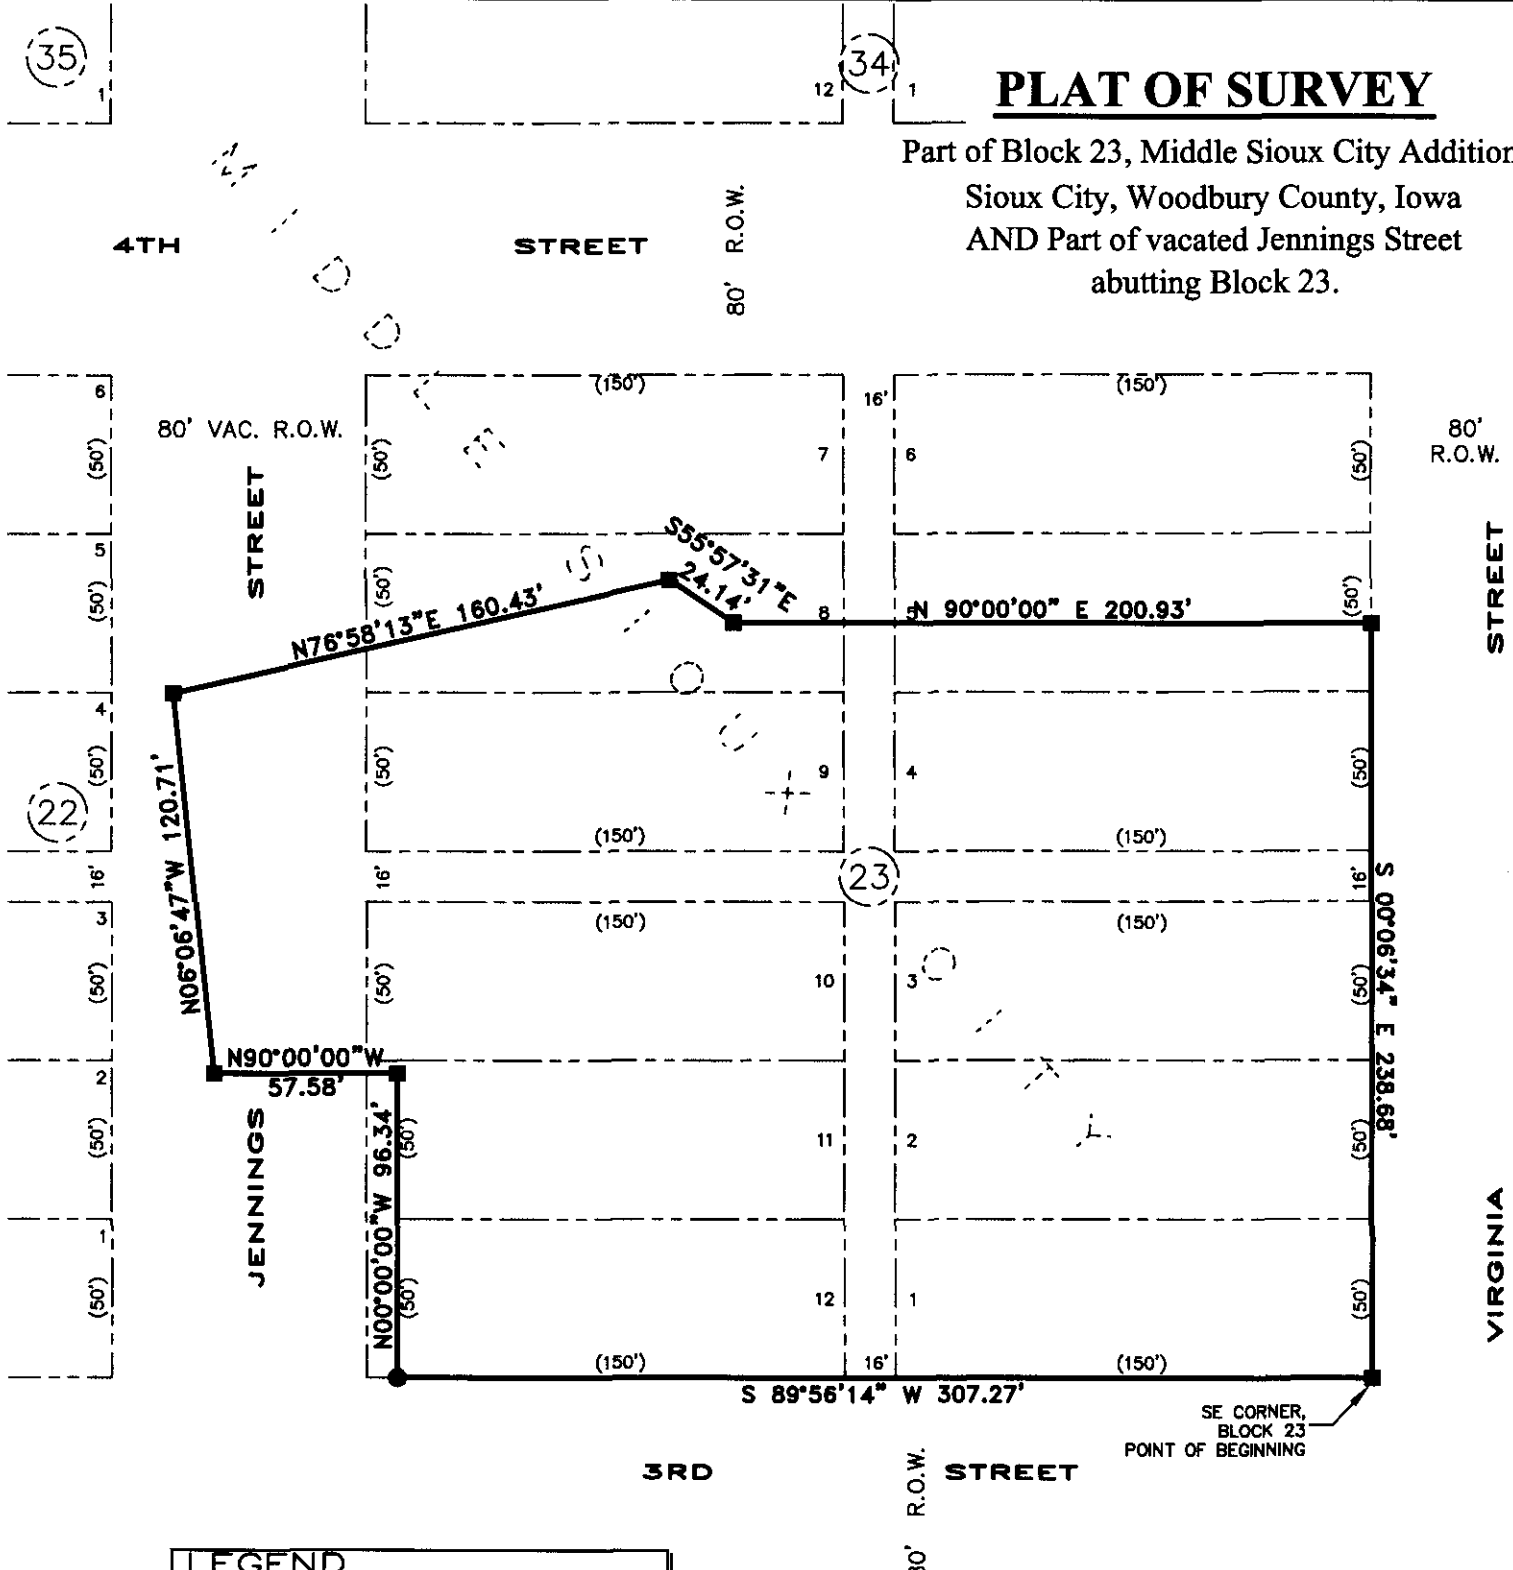 35
34
1
12
1
PLAT OF SURVEY
Part of Block 23, Middle Sioux City Addition
Sioux City, Woodbury County, Iowa
AND Part of vacated Jennings Street
abutting Block 23.
4TH STREET
80' R.O.W.
MIDDLE SIOUX CITY
6
(150')
16'
(150')
80' VAC. R.O.W.
80'
R.O.W.
(50')
(50')
7
6
(50')
STREET
STREET
5
S55°57'31"E
24.14'
(50')
(50')
8
5
(50')
N 90°00'00" E 200.93'
N76°58'13"E 160.43'
4
(50')
(50')
9
4
(50')
N06°06'47"W 120.71'
22
(150')
(150')
16'
16'
23
16'
S 00°06'34" E 238.68'
3
(150')
(150')
(50')
(50')
10
3
(50')
N90°00'00"W
57.58'
2
(50')
N00°00'00"W 96.34'
(50')
11
2
(50')
JENNINGS
VIRGINIA
1
(50')
(50')
12
1
(50')
(150')
16'
(150')
S 89°56'14" W 307.27'
SE CORNER,
BLOCK 23
POINT OF BEGINNING
3RD STREET
R.O.W.
LEGEND